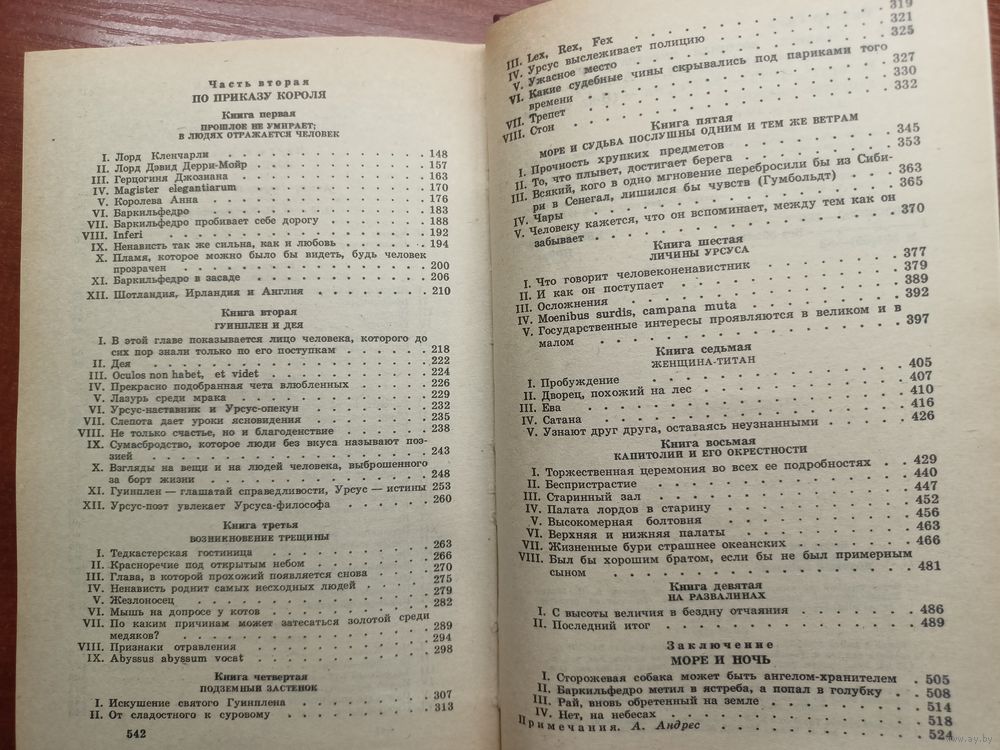 Часть вторая
ПО ПРИКАЗУ КОРОЛЯ
Книга первая
ПРОШЛОЕ НЕ УМИРАЕТ;
В ЛЮДЯХ ОТРАЖАЕТСЯ ЧЕЛОВЕК
I. Лорд Кленчарли 148
II. Лорд Дэвид Дерри-Мойр 157
III. Герцогиня Джозиана 163
IV. Magister elegantiarum 170
V. Королева Анна 176
VI. Баркильфедро 183
VII. Баркильфедро пробивает себе дорогу 188
VIII. Inferi 192
IX. Ненависть так же сильна, как и любовь 194
X. Пламя, которое можно было бы видеть, будь человек
прозрачен 200
XI. Баркильфедро в засаде 206
XII. Шотландия, Ирландия и Англия 210
Книга вторая
ГУИНПЛЕН И ДЕЯ
I. В этой главе показывается лицо человека, которого до
сих пор знали только по его поступкам 218
II. Дея 222
III. Oculos non habet, et videt 224
IV. Прекрасно подобранная чета влюбленных 226
V. Лазурь среди мрака 229
VI. Урсус-наставник и Урсус-опекун 232
VII. Слепота дает уроки ясновидения 235
VIII. Не только счастье, но и благоденствие 238
IX. Сумасбродство, которое люди без вкуса называют поэ-
зией 243
X. Взгляды на вещи и на людей человека, выброшенного
за борт жизни 248
XI. Гуинплен — глашатай справедливости, Урсус — истины 253
XII. Урсус-поэт увлекает Урсуса-философа 260
Книга третья
ВОЗНИКНОВЕНИЕ ТРЕЩИНЫ
I. Тедкастерская гостиница 263
II. Красноречие под открытым небом 266
III. Глава, в которой прохожий появляется снова 270
IV. Ненависть роднит самых несходных людей 275
V. Жезлоносец 279
VI. Мышь на допросе у котов 282
VII. По каким причинам может затесаться золотой среди
медяков? 289
VIII. Признаки отравления 294
IX. Abyssus abyssum vocat 298
Книга четвертая
ПОДЗЕМНЫЙ ЗАСТЕНОК
I. Искушение святого Гуинплена 307
II. От сладостного к суровому 313
542
III. Lex, Rex, Fex 319
IV. Урсус выслеживает полицию 321
V. Ужасное место 325
VI. Какие судебные чины скрывались под париками того
времени 327
VII. Трепет 330
VIII. Стон 332
Книга пятая
МОРЕ И СУДЬБА ПОСЛУШНЫ ОДНИМ И ТЕМ ЖЕ ВЕТРАМ
I. Прочность хрупких предметов 345
II. То, что плывет, достигает берега 353
III. Всякий, кого в одно мгновение перебросили бы из Сиби-
ри в Сенегал, лишился бы чувств (Гумбольдт) 363
IV. Чары 365
V. Человеку кажется, что он вспоминает, между тем как он
забывает 370
Книга шестая
ЛИЧИНЫ УРСУСА
I. Что говорит человеконенавистник 377
II. И как он поступает 379
III. Осложнения 389
IV. Moenibus surdis, campana muta 392
V. Государственные интересы проявляются в великом и в
малом 397
Книга седьмая
ЖЕНЩИНА-ТИТАН
I. Пробуждение 405
II. Дворец, похожий на лес 407
III. Ева 410
IV. Сатана 416
V. Узнают друг друга, оставаясь неузнанными 426
Книга восьмая
КАПИТОЛИЙ И ЕГО ОКРЕСТНОСТИ
I. Торжественная церемония во всех ее подробностях 429
II. Беспристрастие 440
III. Старинный зал 447
IV. Палата лордов в старину 452
V. Высокомерная болтовня 456
VI. Верхняя и нижняя палаты 463
VII. Жизненные бури страшнее океанских 466
VIII. Был бы хорошим братом, если бы не был примерным
сыном 481
Книга девятая
НА РАЗВАЛИНАХ
I. С высоты величия в бездну отчаяния 486
II. Последний итог 489
Заключение
МОРЕ И НОЧЬ
I. Сторожевая собака может быть ангелом-хранителем 505
II. Баркильфедро метил в ястреба, а попал в голубку 508
III. Рай, вновь обретенный на земле 514
IV. Нет, на небесах 518
Примечания. А. Андрес 524
www.ay.by